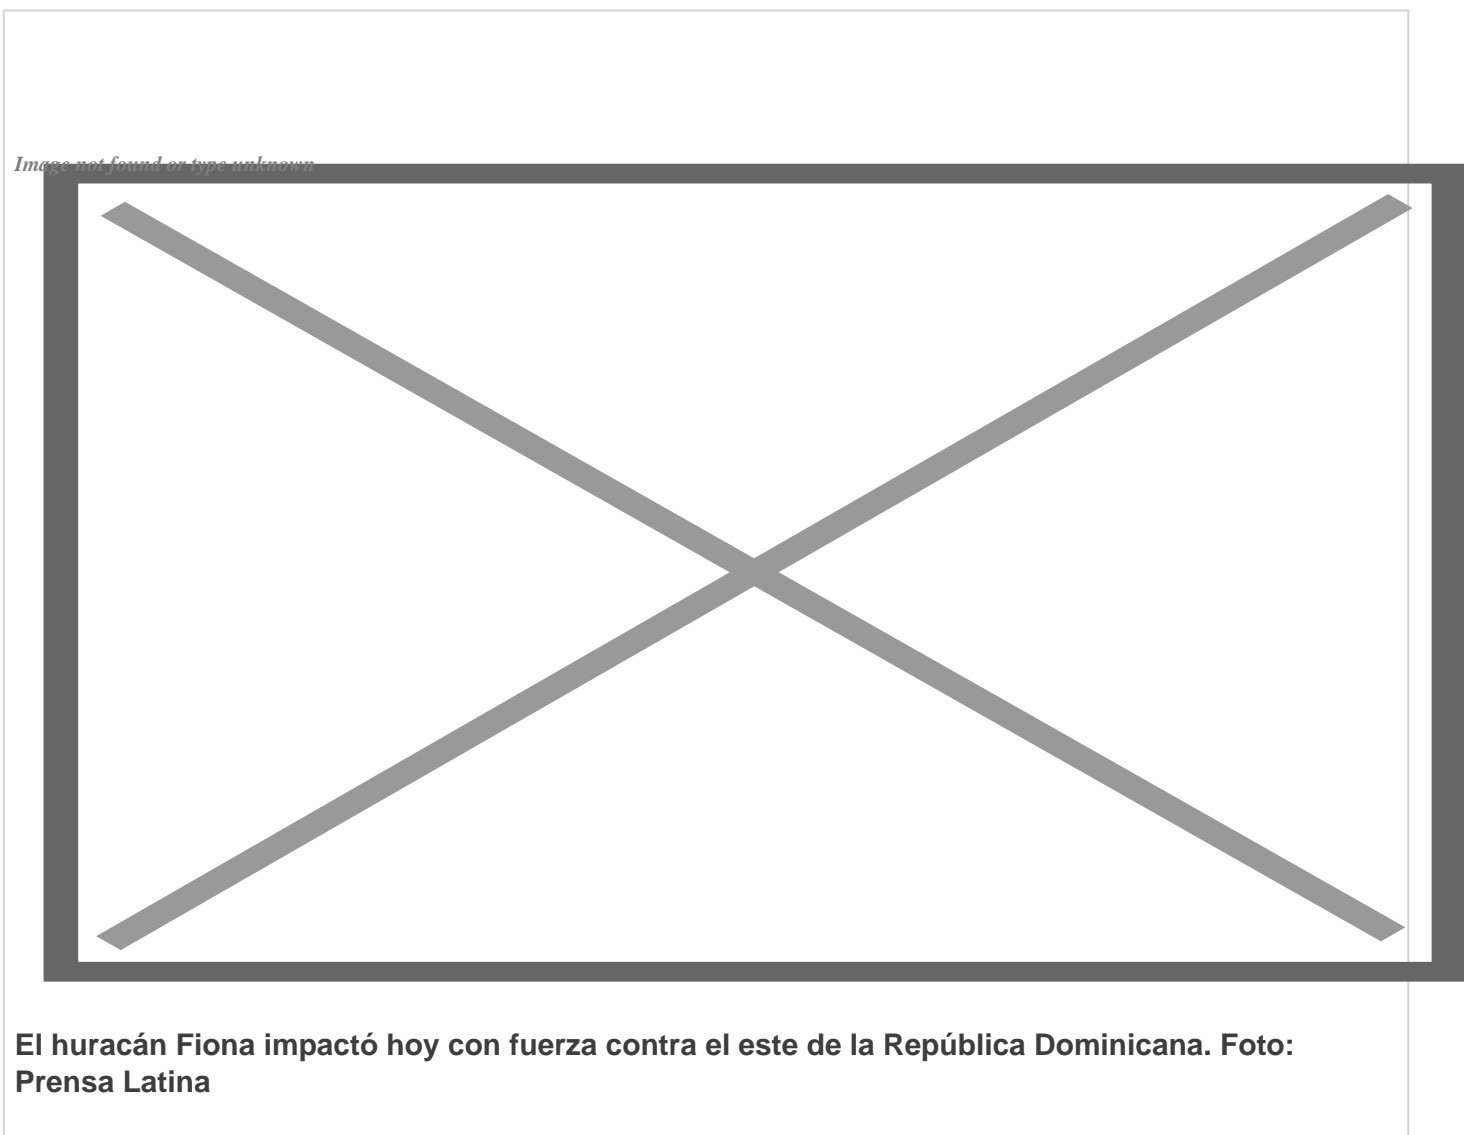 Image not found or type unknown
El huracán Fiona impactó hoy con fuerza contra el este de la República Dominicana. Foto:
Prensa Latina